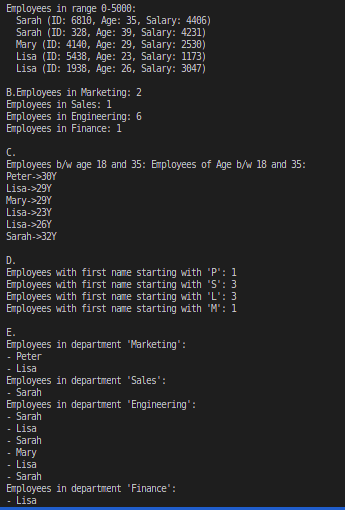 Employees in range 0-5000:
Sarah (ID: 6810, Age: 35, Salary: 4406)
Sarah (ID: 328, Age: 39, Salary: 4231)
Mary (ID: 4140, Age: 29, Salary: 2530)
Lisa (ID: 5438, Age: 23, Salary: 1173)
Lisa (ID: 1938, Age: 26, Salary: 3047)
B.Employees in Marketing: 2
Employees in Sales: 1
Employees in Engineering: 6
Employees in Finance: 1
C.
Employees b/w age 18 and 35: Employees of Age b/w 18 and 35:
Peter->30Y
Lisa->29Y
Mary->29Y
Lisa->23Y
Lisa->26Y
Sarah->32Y
D.
Employees with first name starting with 'P': 1
Employees with first name starting with 'S': 3
Employees with first name starting with 'L': 3
Employees with first name starting with 'M': 1
E.
Employees in department 'Marketing':
- Peter
- Lisa
Employees in department 'Sales':
- Sarah
Employees in department 'Engineering':
- Sarah
- Lisa
- Sarah
- Mary
- Lisa
- Sarah
Employees in department 'Finance':
- Lisa